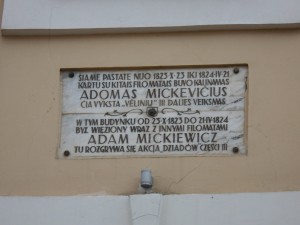 ŠIAME PASTATE NUO 1823·X·23 IKI 1824·IV·21
KARTU SU KITAIS FILOMATAIS BUVO KALINAMAS
ADOMAS MICKEVIČIUS
ČIA VYKSTA „VĖLINIŲ” III DALIES VEIKSMAS
W TYM BUDYNKU OD 23·X·1823 DO 21·IV·1824
BYŁ WIĘZIONY WRAZ Z INNYMI FILOMATAMI
ADAM MICKIEWICZ
TU ROZGRYWA SIĘ AKCJA „DZIADÓW CZĘŚCI III